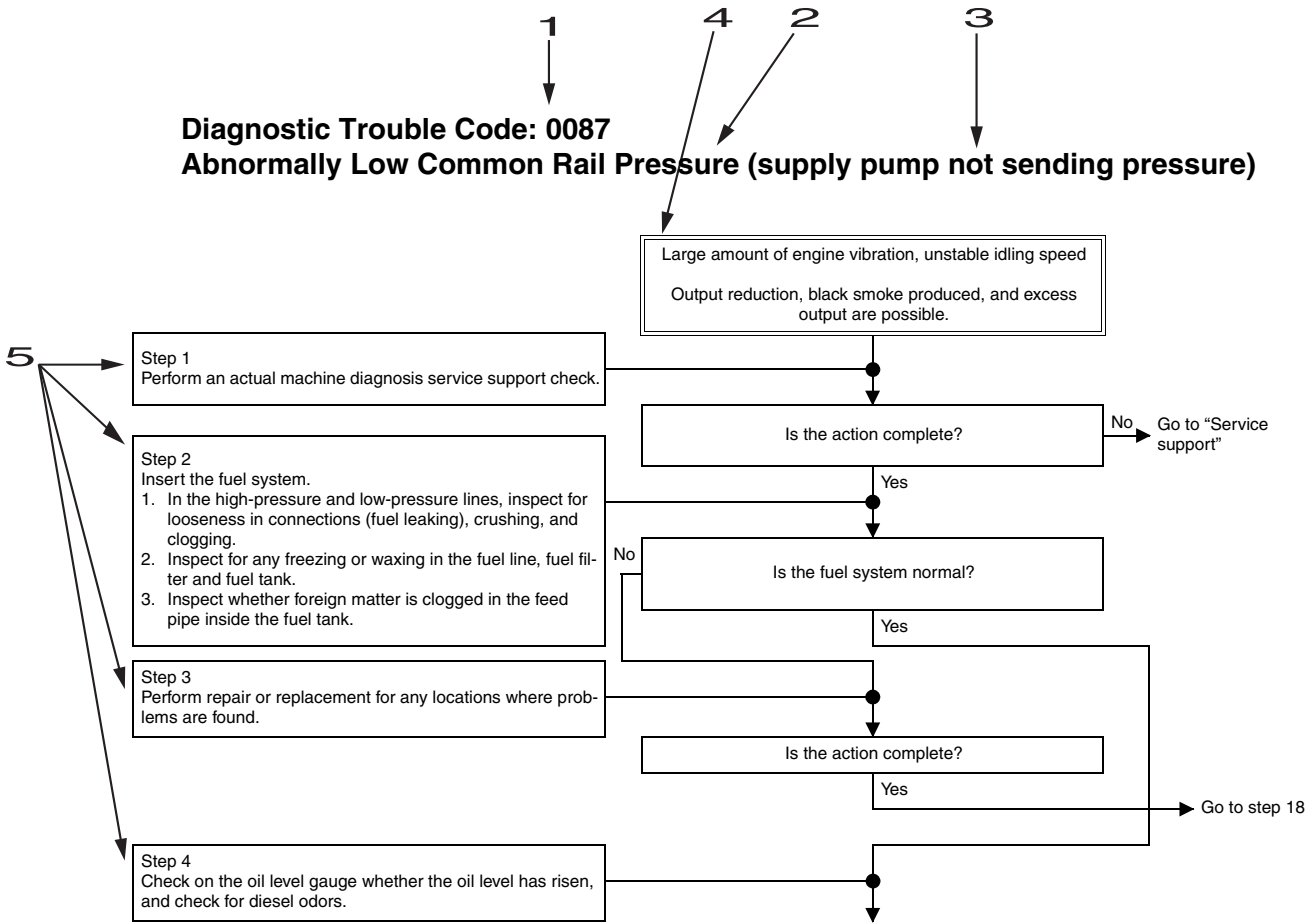 1
4
2
3
Diagnostic Trouble Code: 0087
Abnormally Low Common Rail Pressure (supply pump not sending pressure)
Large amount of engine vibration, unstable idling speed
Output reduction, black smoke produced, and excess
output are possible.
5
Step 1
Perform an actual machine diagnosis service support check.
Is the action complete?
No
Go to “Service
support”
Yes
Step 2
Insert the fuel system.
1. In the high-pressure and low-pressure lines, inspect for
looseness in connections (fuel leaking), crushing, and
clogging.
2. Inspect for any freezing or waxing in the fuel line, fuel fil-
ter and fuel tank.
3. Inspect whether foreign matter is clogged in the feed
pipe inside the fuel tank.
No
Is the fuel system normal?
Yes
Step 3
Perform repair or replacement for any locations where prob-
lems are found.
Is the action complete?
Yes
Go to step 18
Step 4
Check on the oil level gauge whether the oil level has risen,
and check for diesel odors.